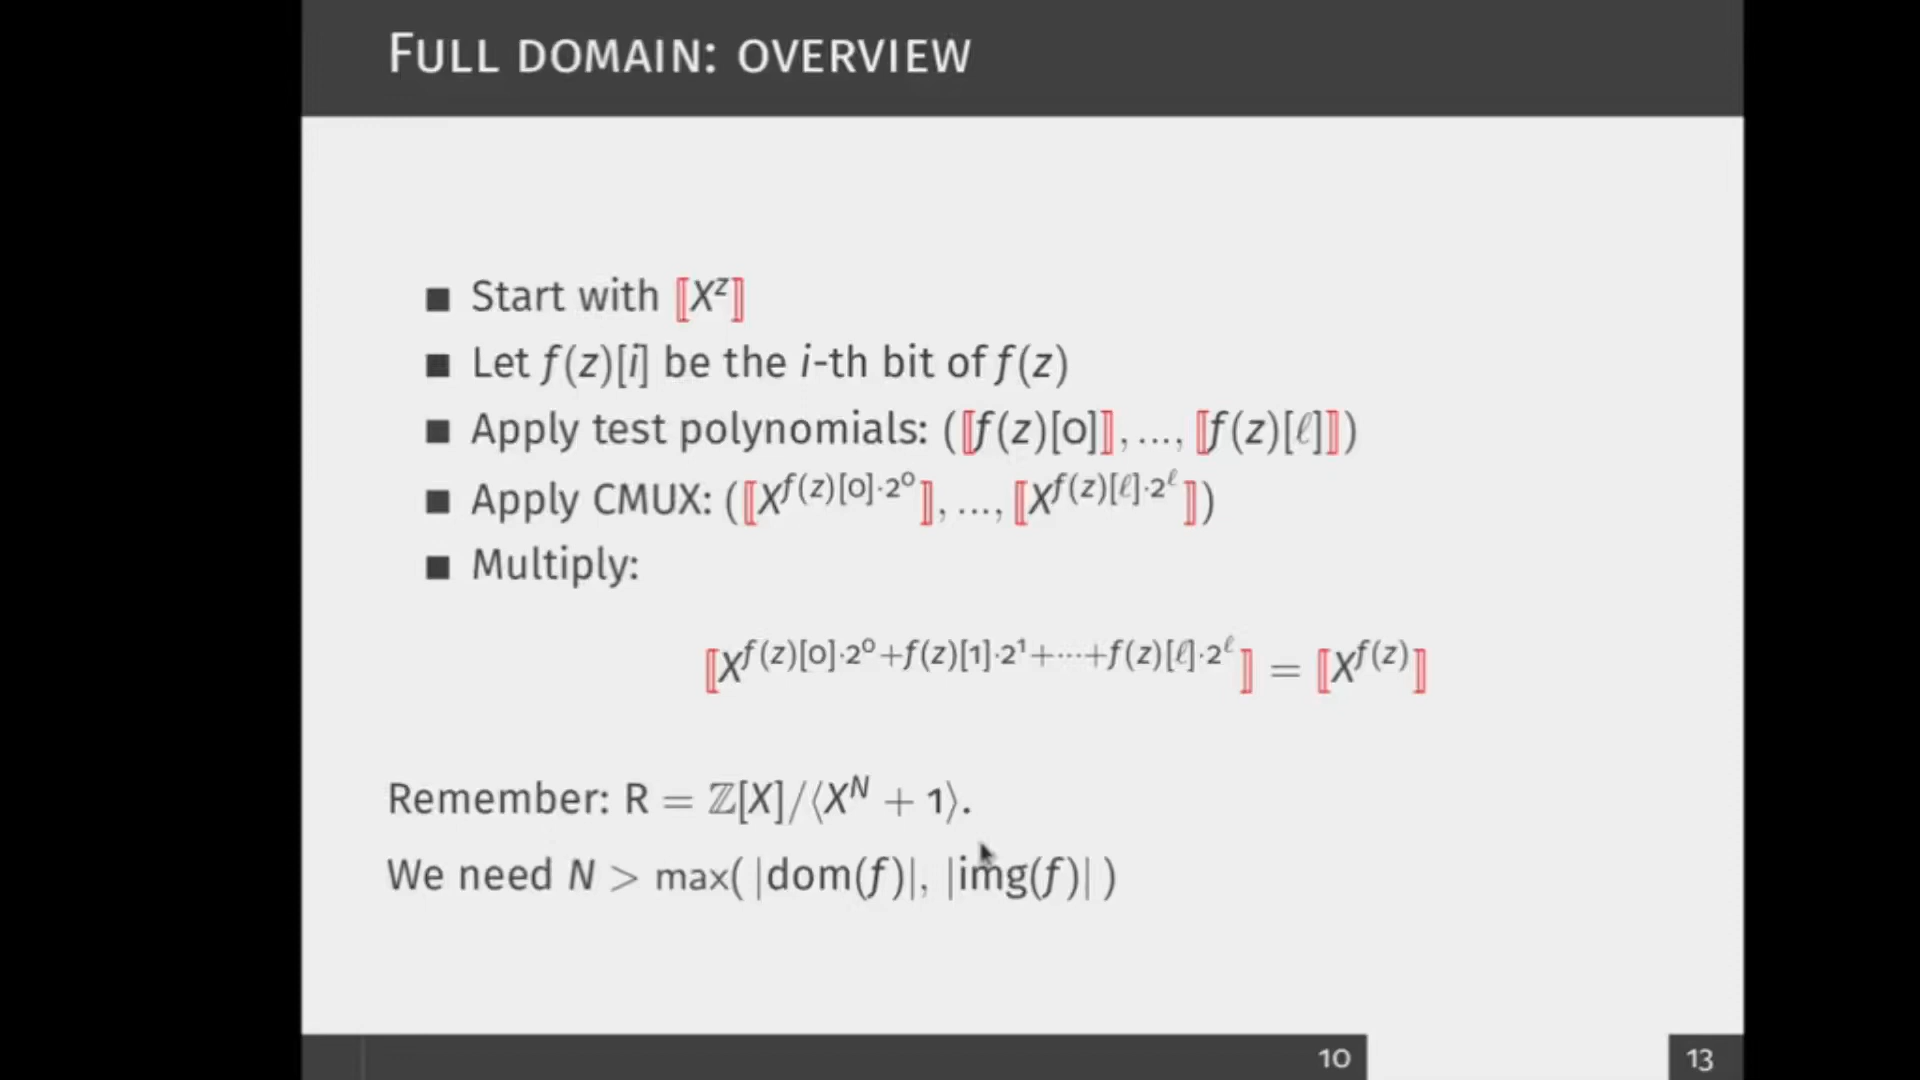 FULL DOMAIN: OVERVIEW
■ Start with ⟦X^z⟧
■ Let f(z)[i] be the i-th bit of f(z)
■ Apply test polynomials: (⟦f(z)[0]⟧, ..., ⟦f(z)[ℓ]⟧)
■ Apply CMUX: (⟦X^{f(z)[0]·2^0}⟧, ..., ⟦X^{f(z)[ℓ]·2^ℓ}⟧)
■ Multiply:
⟦X^{f(z)[0]·2^0+f(z)[1]·2^1+···+f(z)[ℓ]·2^ℓ}⟧ = ⟦X^{f(z)}⟧
Remember: R = ℤ[X]/⟨X^N + 1⟩.
We need N > max( |dom(f)|, |img(f)| )
10 13